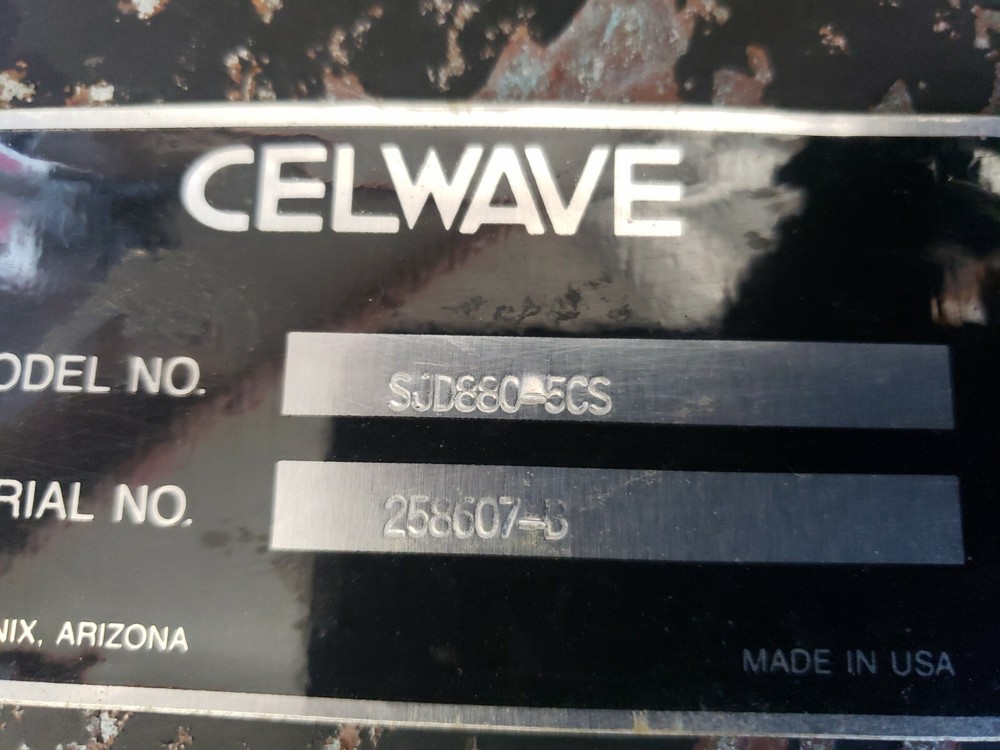 CELWAVE
ODEL NO. SJD880-5CS
RIAL NO. 258607-B
NIX, ARIZONA
MADE IN USA